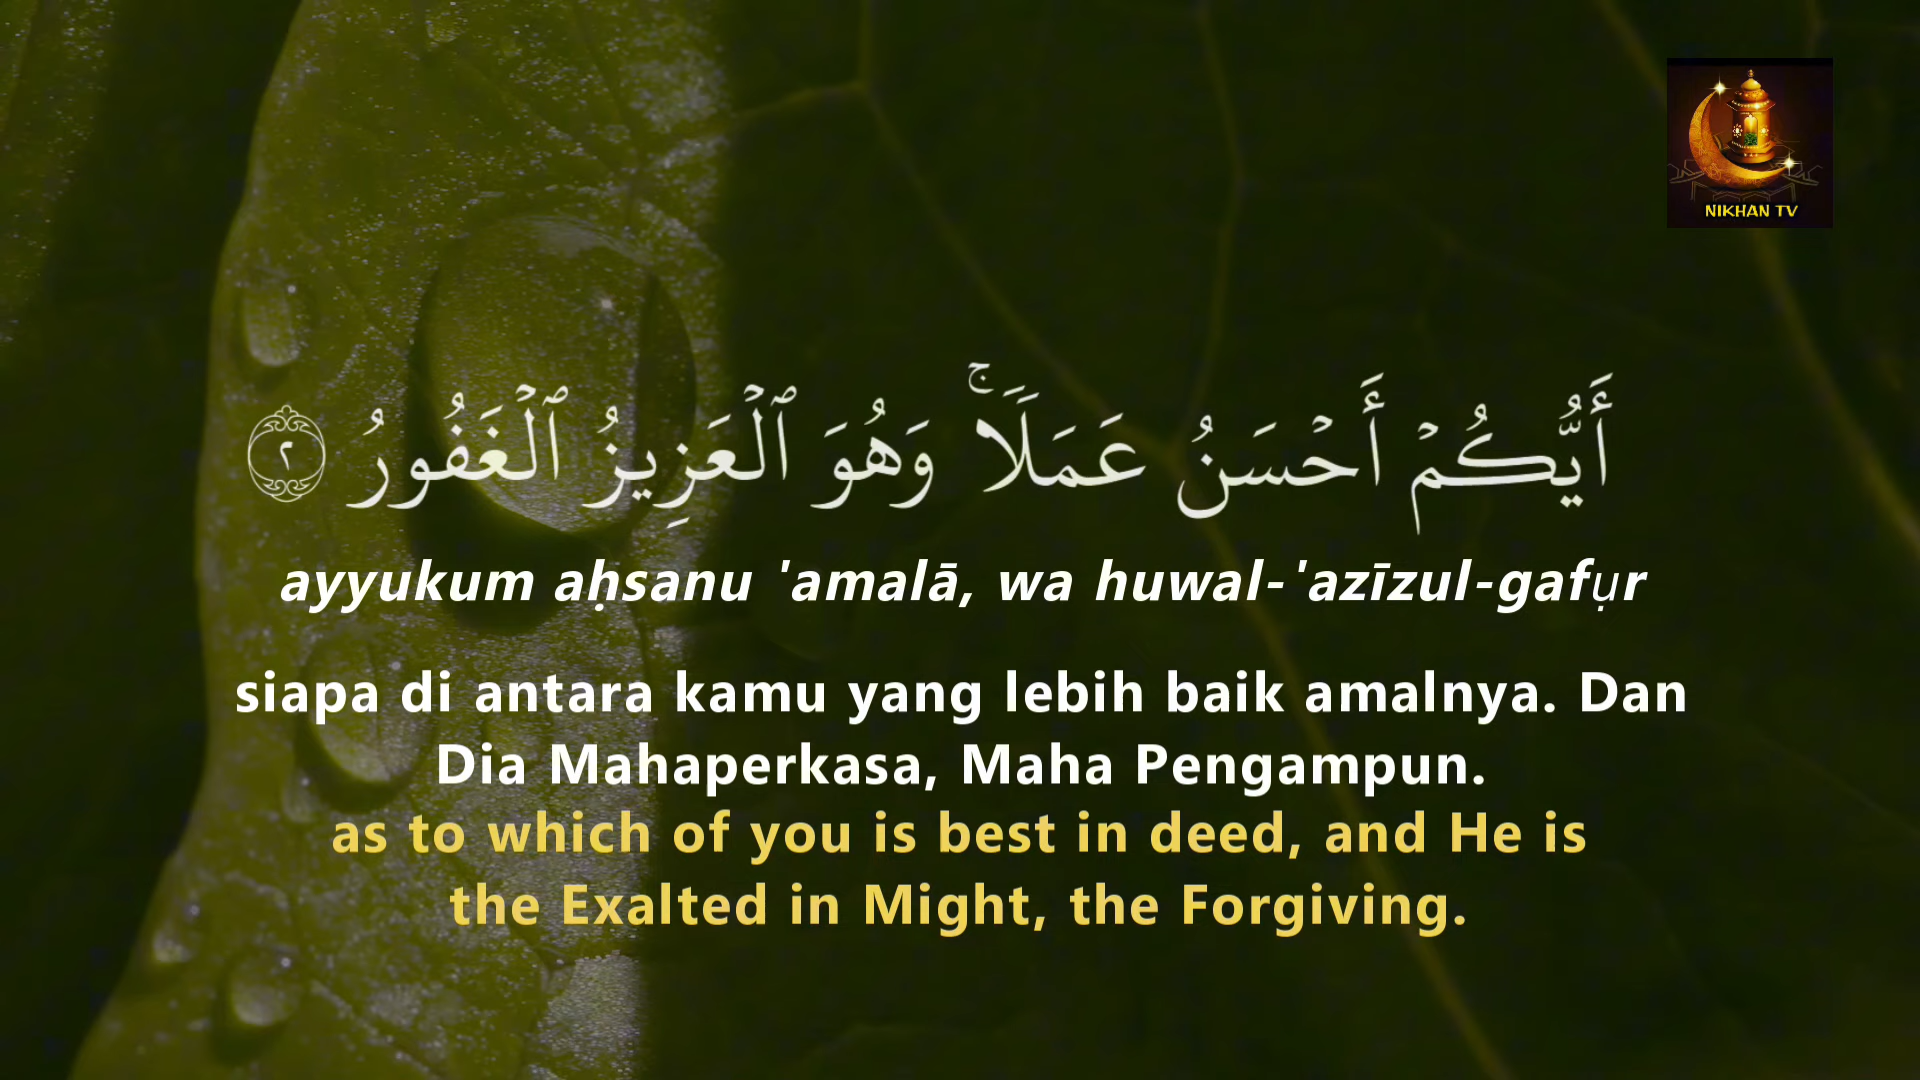 NIKHAN TV
أَيُّكُمۡ أَحۡسَنُ عَمَلٗاۚ وَهُوَ ٱلۡعَزِيزُ ٱلۡغَفُورُ ٢
ayyukum aḥsanu 'amalā, wa huwal-'azīzul-gafụr
siapa di antara kamu yang lebih baik amalnya. Dan
Dia Mahaperkasa, Maha Pengampun.
as to which of you is best in deed, and He is
the Exalted in Might, the Forgiving.